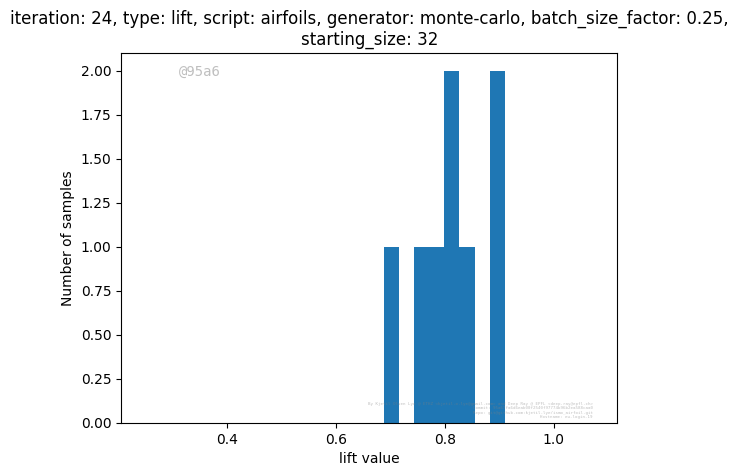 iteration: 24, type: lift, script: airfoils, generator: monte-carlo, batch_size_factor: 0.25,
starting_size: 32
@95a6
2.00
1.75
1.50
1.25
1.00
0.75
0.50
0.25
0.00
Number of samples
0.4
0.6
0.8
1.0
lift value